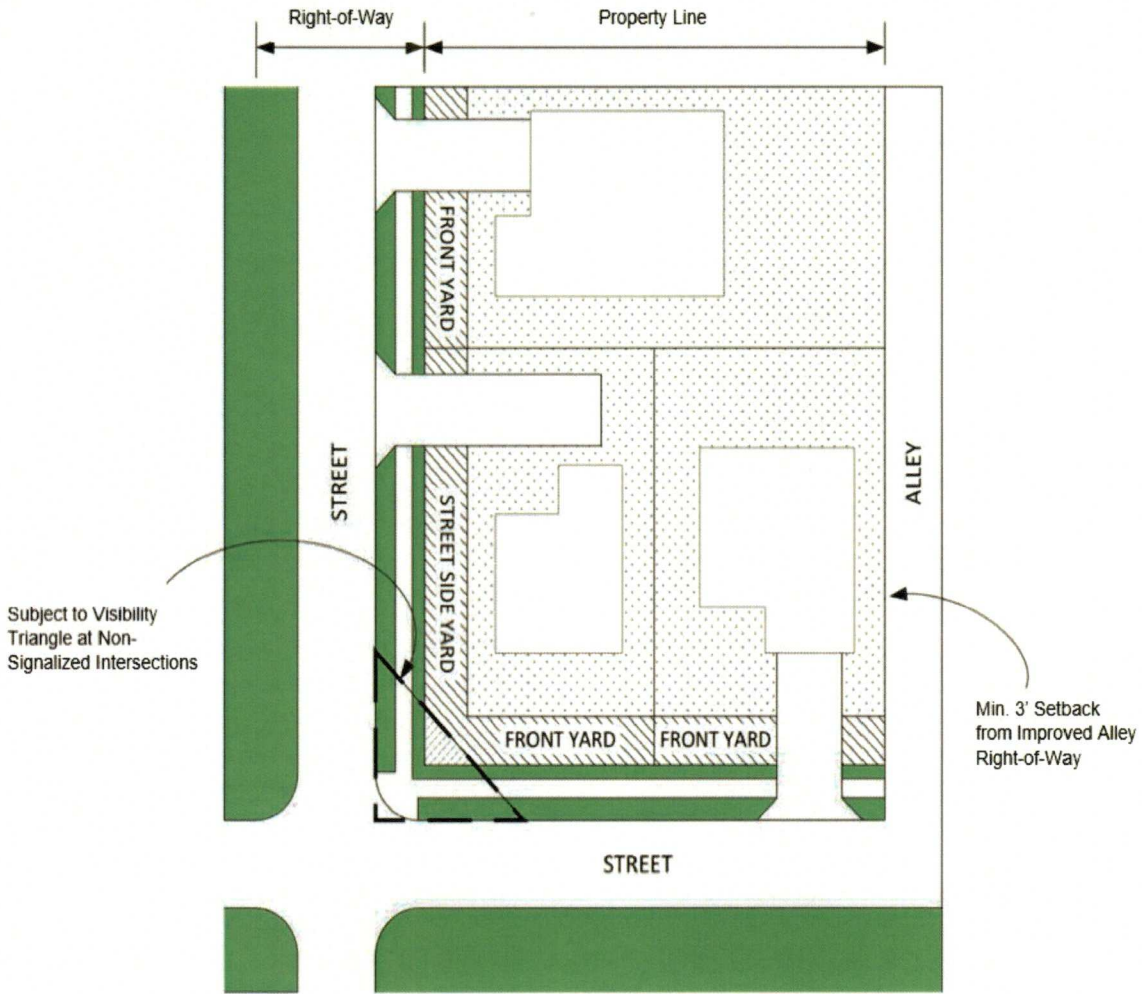 Right-of-Way
Property Line
FRONT YARD
STREET
ALLEY
STREET SIDE YARD
Subject to Visibility
Triangle at Non-
Signalized Intersections
Min. 3' Setback
from Improved Alley
Right-of-Way
FRONT YARD
FRONT YARD
STREET